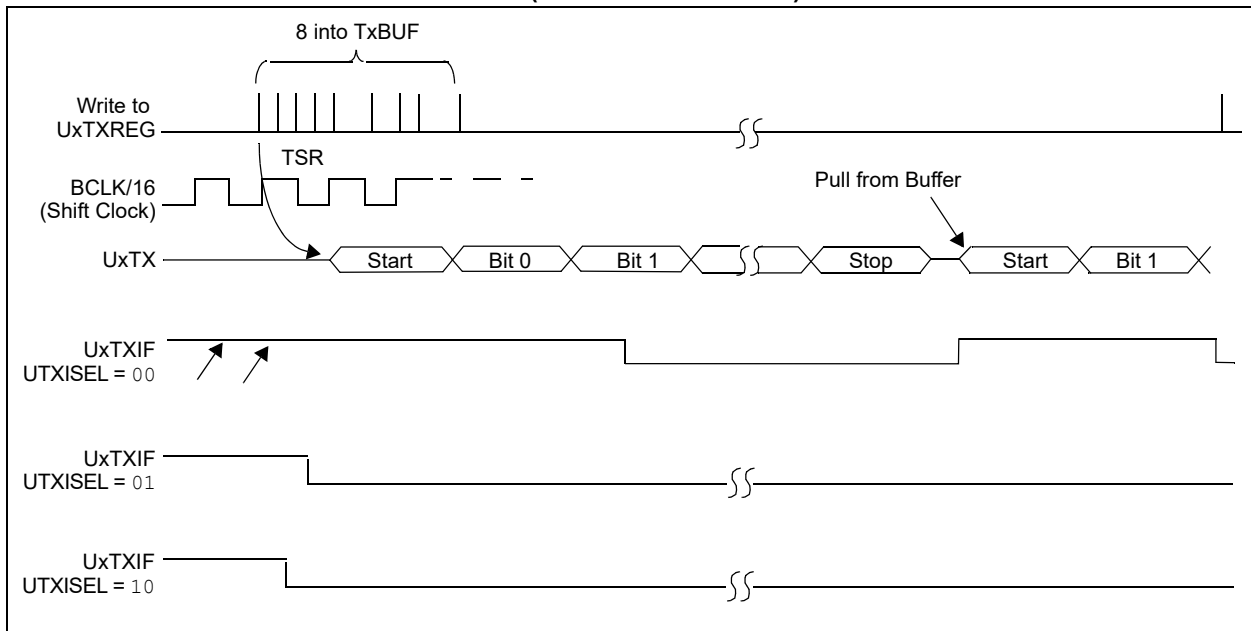 8 into TxBUF
Write to
UxTXREG
TSR
BCLK/16
(Shift Clock)
Pull from Buffer
UxTX
Start
Bit 0
Bit 1
Stop
Start
Bit 1
UxTXIF
UTXISEL = 00
UxTXIF
UTXISEL = 01
UxTXIF
UTXISEL = 10